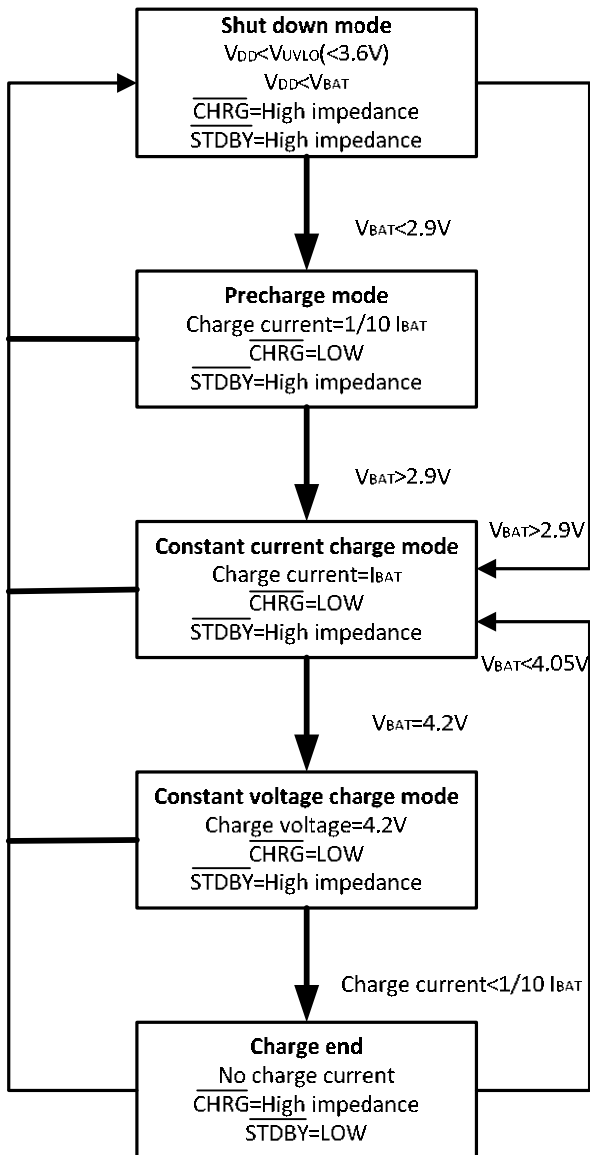 Shut down mode
VDD<VUVLO(<3.6V)
VDD<VBAT
CHRG=High impedance
STDBY=High impedance
VBAT<2.9V
Precharge mode
Charge current=1/10 IBAT
CHRG=LOW
STDBY=High impedance
VBAT>2.9V
VBAT>2.9V
Constant current charge mode
Charge current=IBAT
CHRG=LOW
STDBY=High impedance
VBAT<4.05V
VBAT=4.2V
Constant voltage charge mode
Charge voltage=4.2V
CHRG=LOW
STDBY=High impedance
Charge current<1/10 IBAT
Charge end
No charge current
CHRG=High impedance
STDBY=LOW